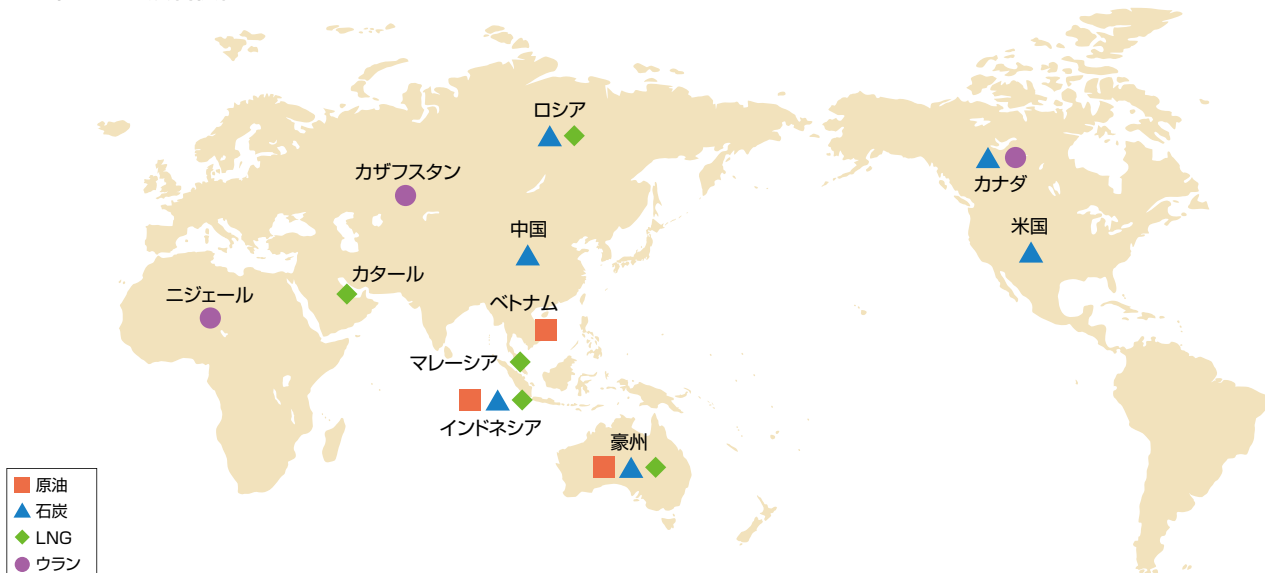 ロシア
カザフスタン
カナダ
中国
米国
カタール
ニジェール
ベトナム
マレーシア
インドネシア
豪州
原油
石炭
LNG
ウラン